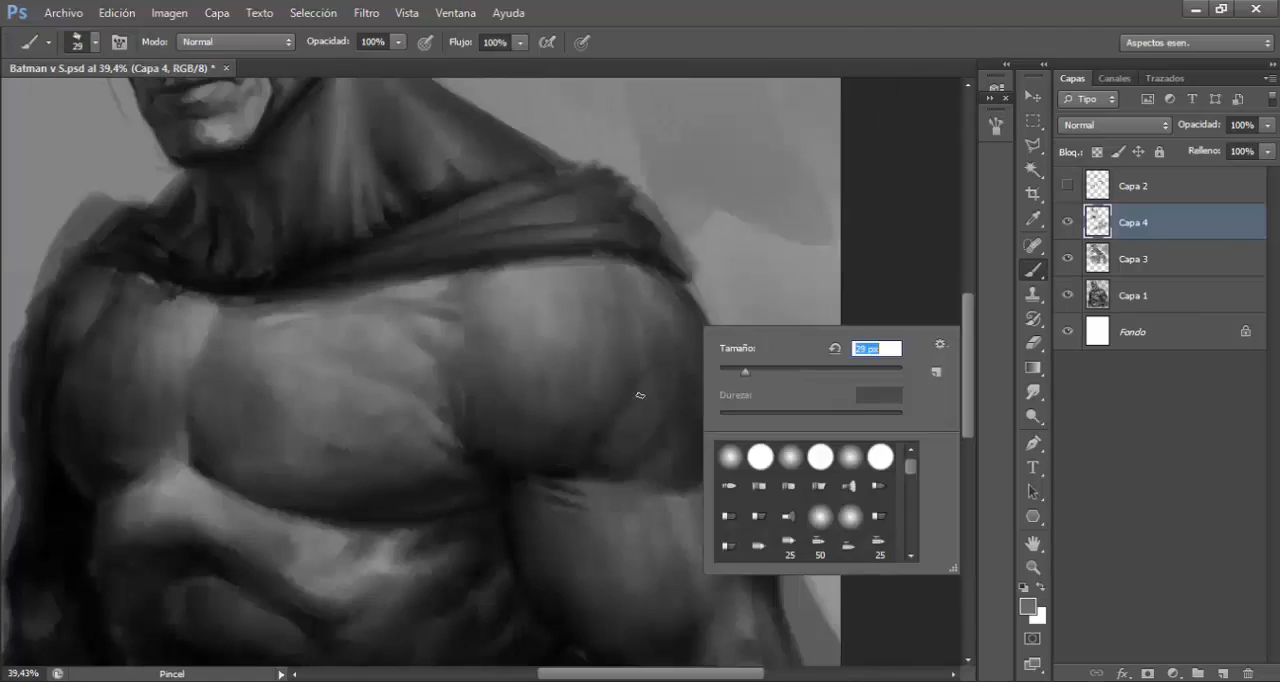 Ps Archivo Edición Imagen Capa Texto Selección Filtro Vista Ventana Ayuda
29 Modo: Normal Opacidad: 100% Flujo: 100% Aspectos esen.
Batman v S.psd al 39,4% (Capa 4, RGB/8) * ×
Capas Canales Trazados
Tipo
Normal Opacidad: 100%
Bloq.: Relleno: 100%
Capa 2
Capa 4
Capa 3
Capa 1
Fondo
Tamaño: 29 px
Dureza:
25 50 25
39,43% Pincel